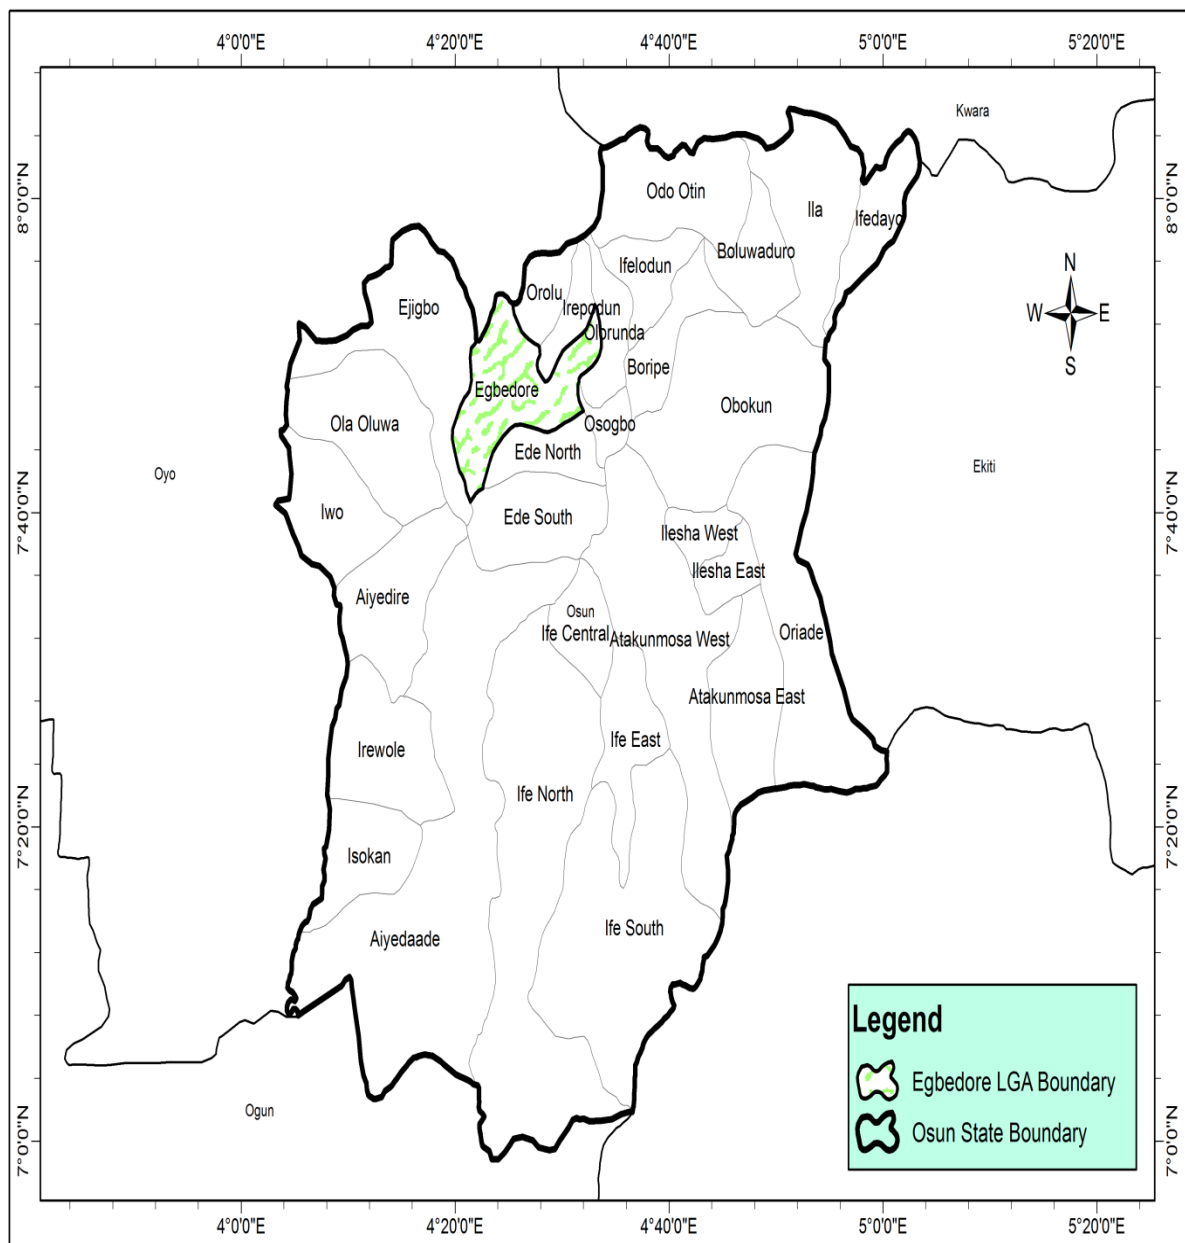 4°0'0"E 4°20'0"E 4°40'0"E 5°0'0"E 5°20'0"E
Kwara
8°0'0"N
8°0'0"N
Odo Otin
Ila
Ifedayo
Boluwaduro
Ifelodun
N
W E
S
Orolu
Irepodun
Ejigbo
Olorunda
Boripe
Egbedore
Obokun
Ola Oluwa
Osogbo
Ede North
Oyo
Ekiti
7°40'0"N
7°40'0"N
Iwo
Ede South
Ilesha West
Ilesha East
Aiyedire
Osun
Ife Central
Atakunmosa West
Oriade
Atakunmosa East
Ife East
Irewole
Ife North
7°20'0"N
7°20'0"N
Isokan
Ife South
Aiyedaade
Legend
Egbedore LGA Boundary
Osun State Boundary
Ogun
7°0'0"N
7°0'0"N
4°0'0"E 4°20'0"E 4°40'0"E 5°0'0"E 5°20'0"E